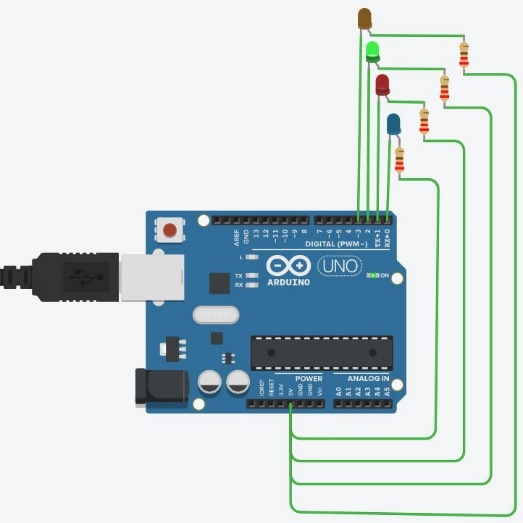 AREF
GND
13
12
~11
~10
~9
8
7
~6
~5
4
~3
2
TX→1
RX←0
DIGITAL (PWM~)
L
TX
RX
UNO
ON
ARDUINO
POWER
ANALOG IN
IOREF
RESET
3.3V
5V
GND
GND
Vin
A0
A1
A2
A3
A4
A5